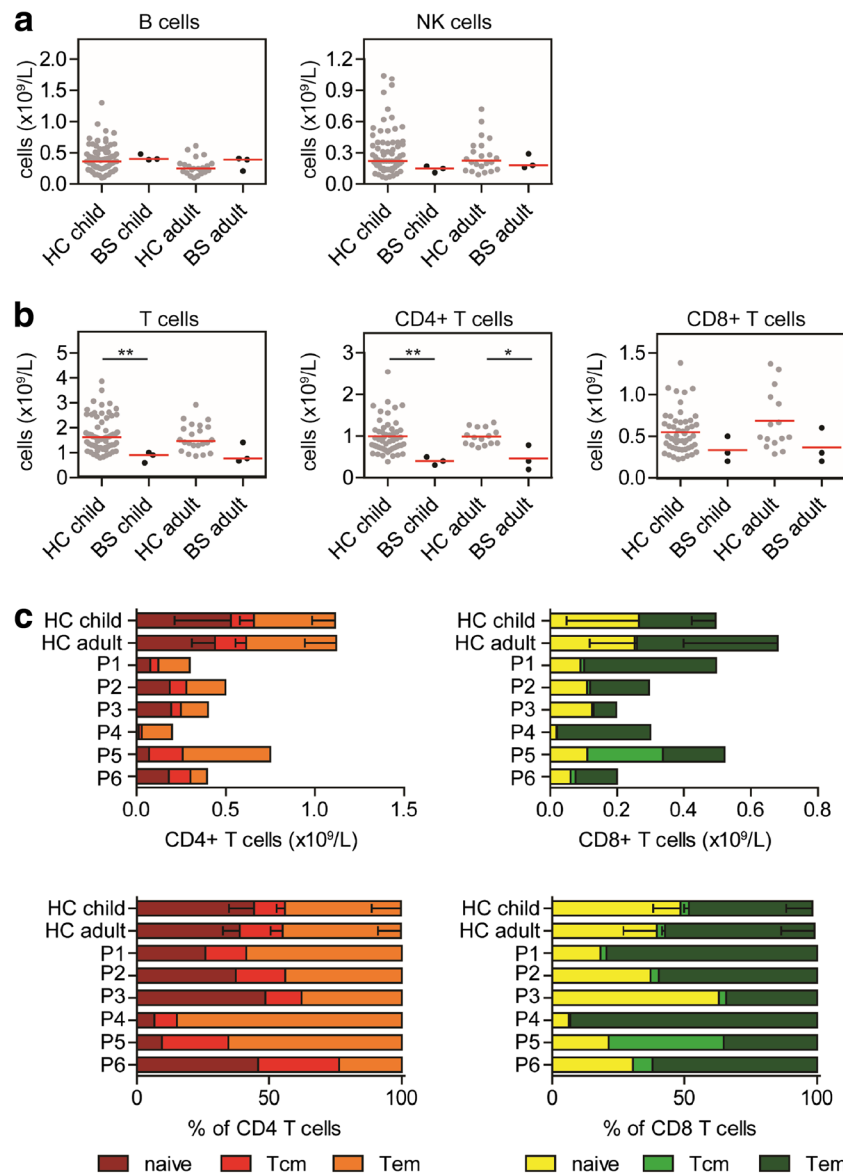 a
B cells
NK cells
cells (x10⁹/L)
2.0
1.5
1.0
0.5
0.0
HC child
BS child
HC adult
BS adult
cells (x10⁹/L)
1.2
0.9
0.6
0.3
0.0
HC child
BS child
HC adult
BS adult
b
T cells
CD4+ T cells
CD8+ T cells
cells (x10⁹/L)
5
4
3
2
1
0
**
HC child
BS child
HC adult
BS adult
cells (x10⁹/L)
3
2
1
0
**
*
HC child
BS child
HC adult
BS adult
cells (x10⁹/L)
1.5
1.0
0.5
0.0
HC child
BS child
HC adult
BS adult
c
HC child
HC adult
P1
P2
P3
P4
P5
P6
0.0 0.5 1.0 1.5
CD4+ T cells (x10⁹/L)
HC child
HC adult
P1
P2
P3
P4
P5
P6
0.0 0.2 0.4 0.6 0.8
CD8+ T cells (x10⁹/L)
HC child
HC adult
P1
P2
P3
P4
P5
P6
0 50 100
% of CD4 T cells
naive Tcm Tem
HC child
HC adult
P1
P2
P3
P4
P5
P6
0 50 100
% of CD8 T cells
naive Tcm Tem